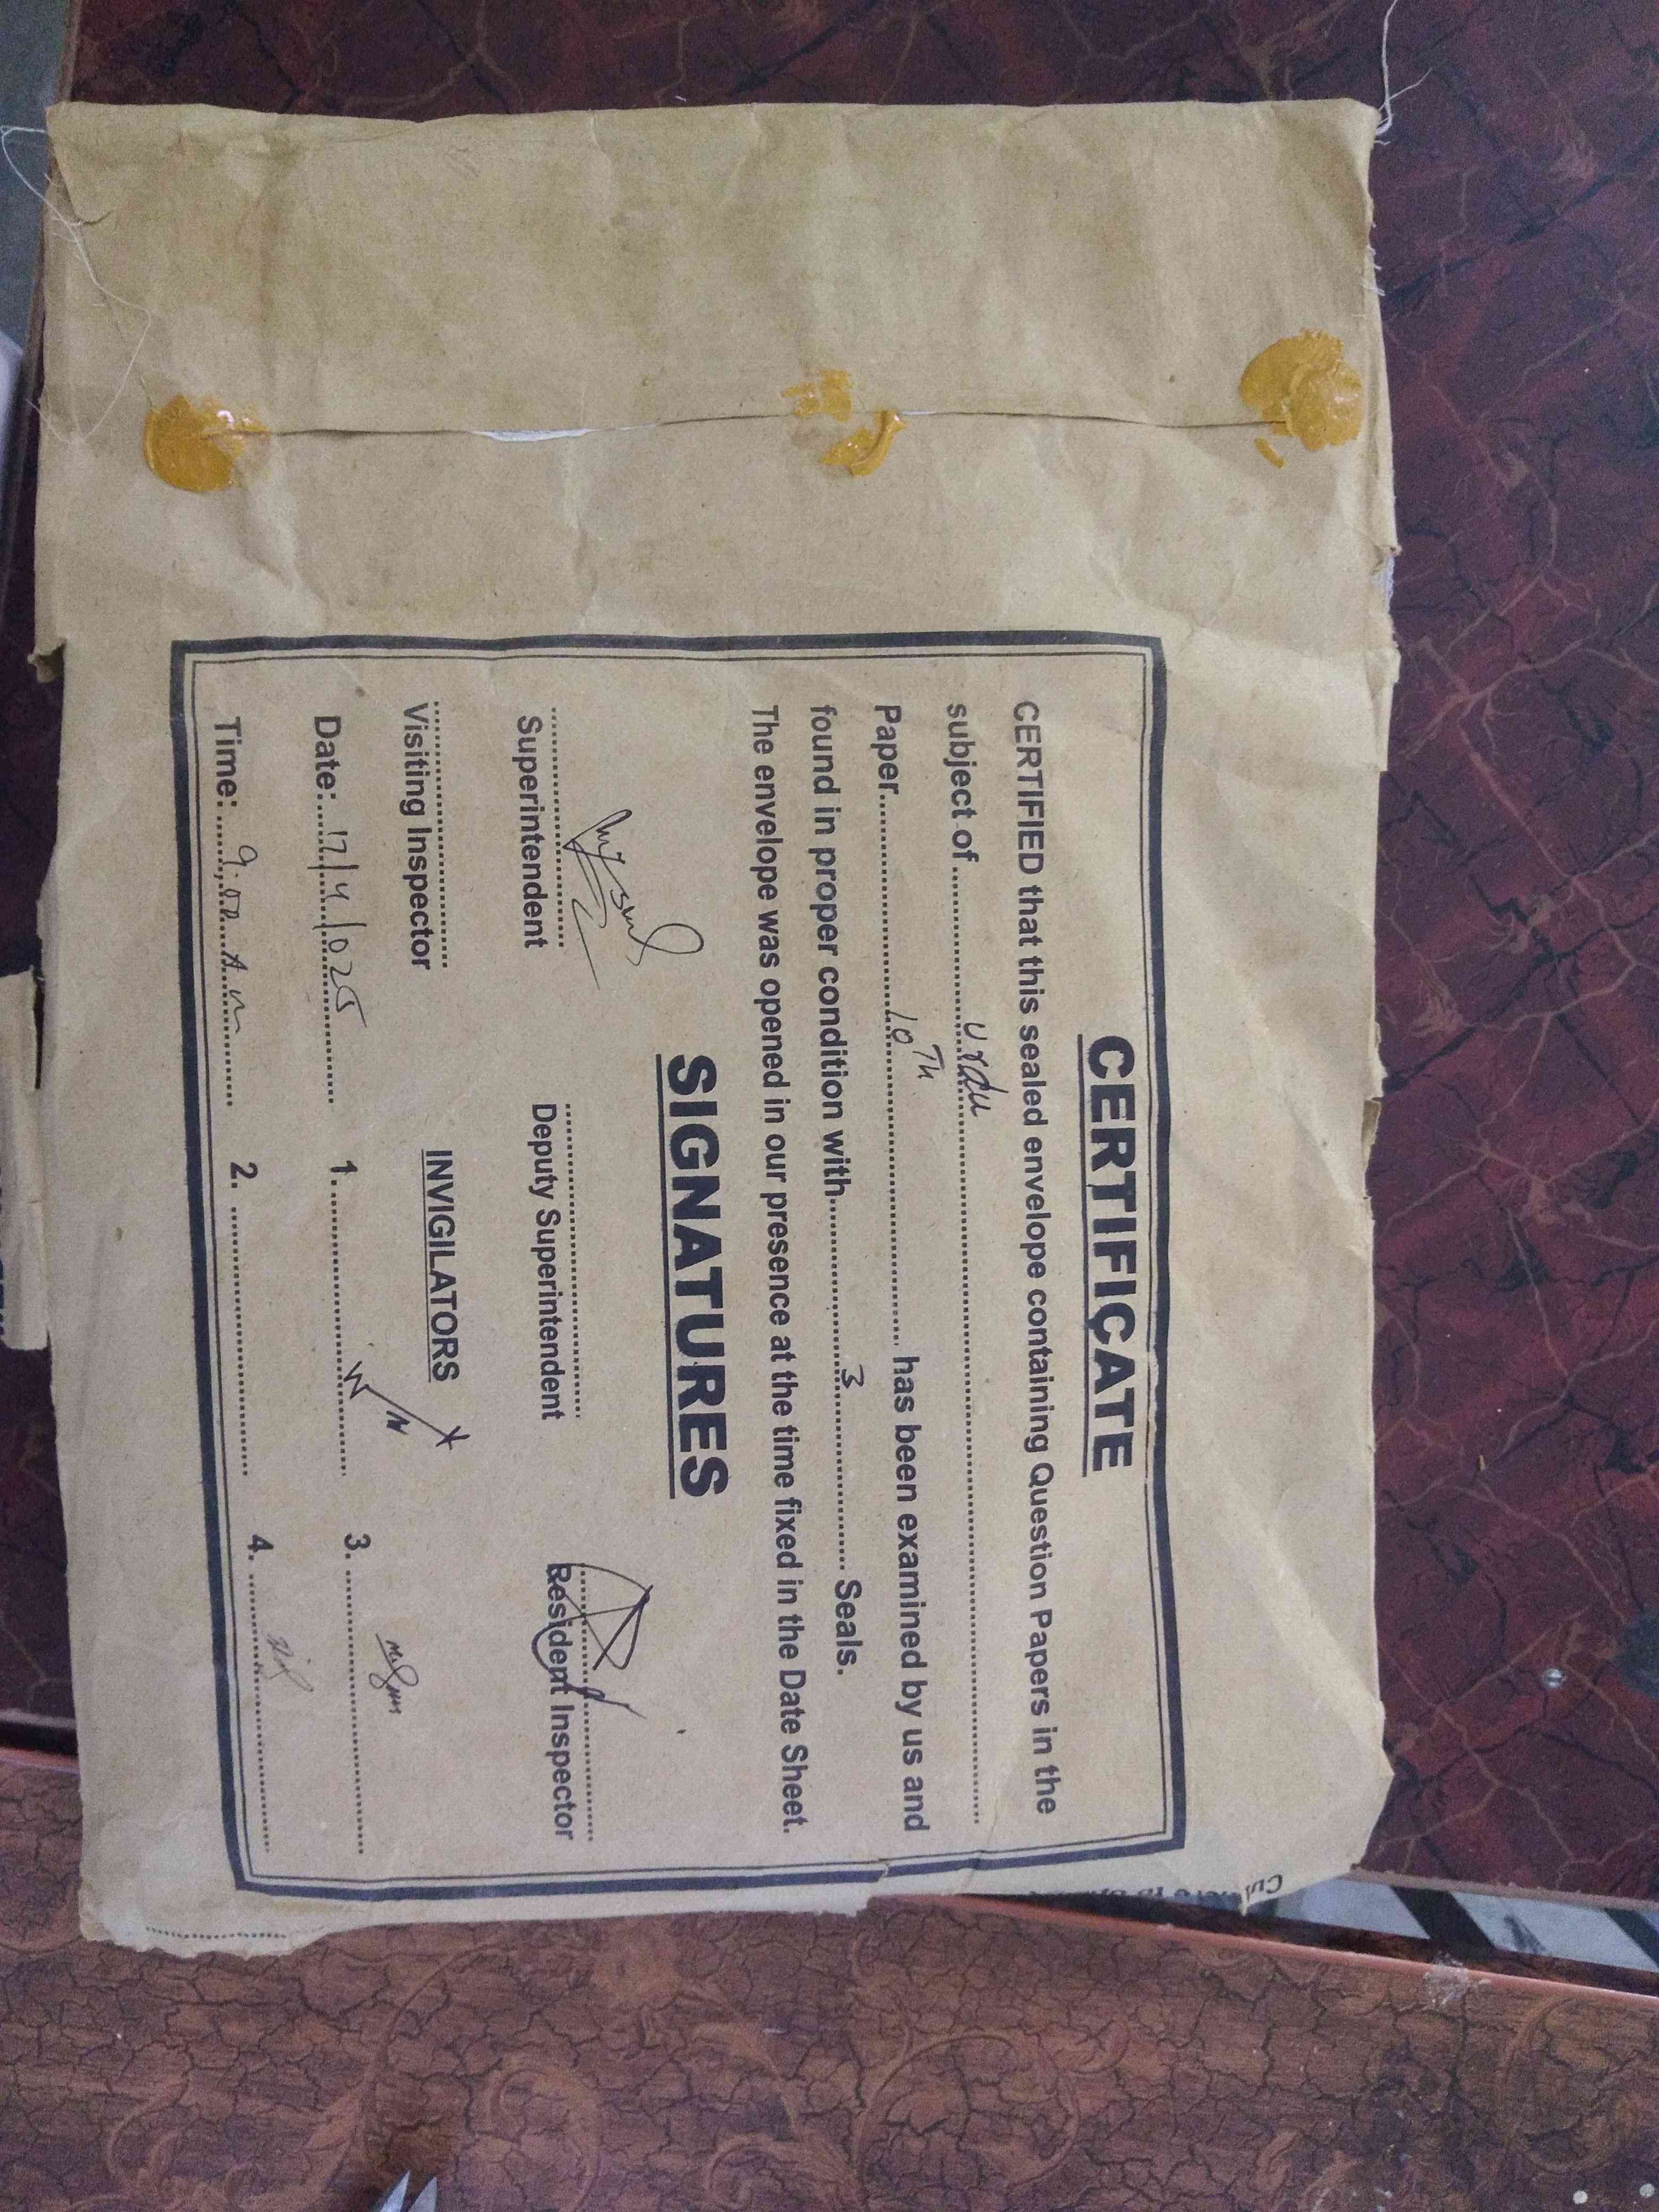 CERTIFICATE
CERTIFIED that this sealed envelope containing Question Papers in the
subject of ........ Urdu ........
Paper........ 10 Th ........ has been examined by us and
found in proper condition with........ 3 ........ Seals.
The envelope was opened in our presence at the time fixed in the Date Sheet.
SIGNATURES
Superintendent Deputy Superintendent Resident Inspector
Visiting Inspector INVIGILATORS
Date:.... 17/4/025 .... 1. ........ 3. ........
Time: .... 9:00 A.m .... 2. ........ 4. ........